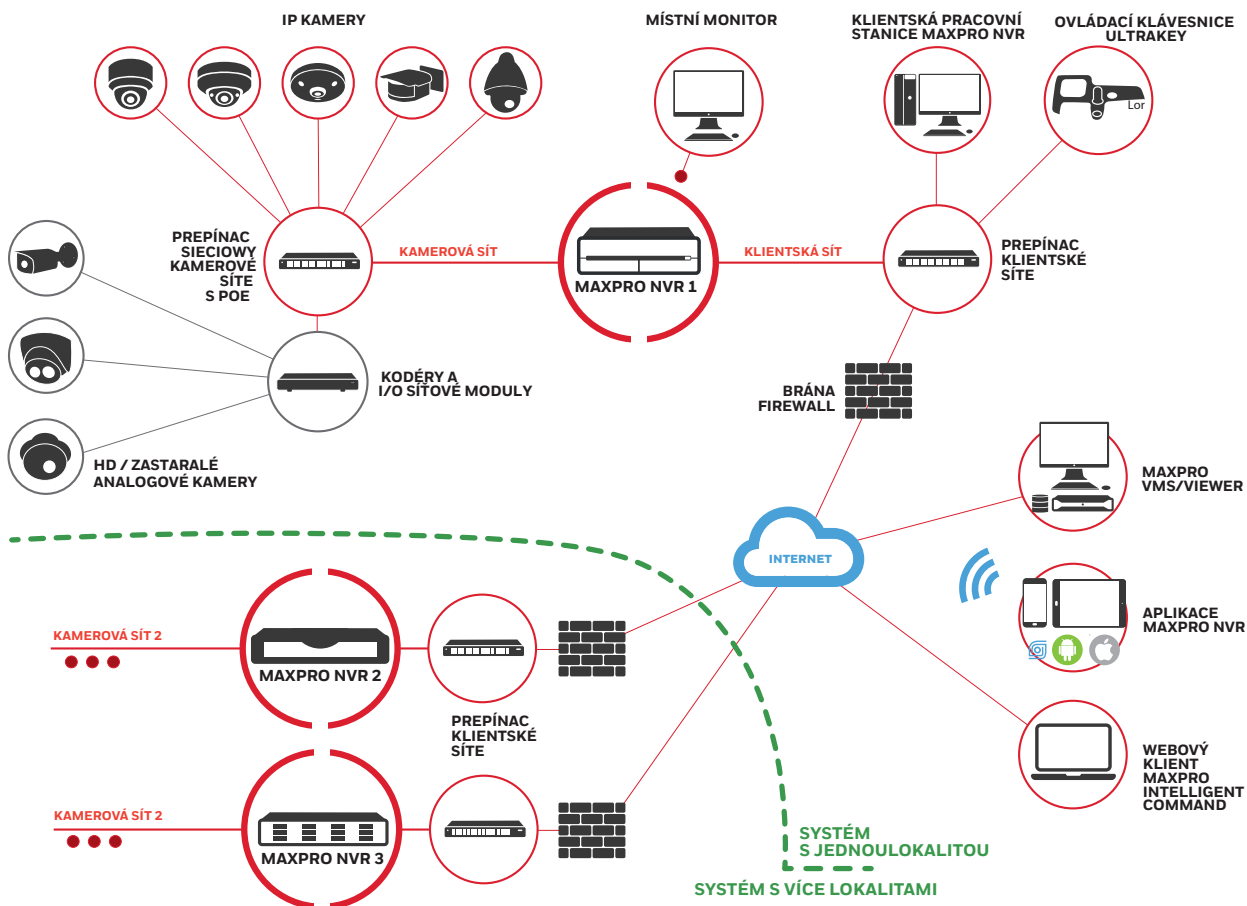 IP KAMERY
MÍSTNÍ MONITOR
KLIENTSKÁ PRACOVNÍ
STANICE MAXPRO NVR
OVLÁDACÍ KLÁVESNICE
ULTRAKEY
Lor
PREPÍNAC
SIECIOWY
KAMEROVÉ
SÍTE
S POE
KAMEROVÁ SÍT
MAXPRO NVR 1
KLIENTSKÁ SÍT
PREPÍNAC
KLIENTSKÉ
SÍTE
KODÉRY A
I/O SÍŤOVÉ MODULY
BRÁNA
FIREWALL
HD / ZASTARALÉ
ANALOGOVÉ KAMERY
MAXPRO
VMS/VIEWER
INTERNET
APLIKACE
MAXPRO NVR
KAMEROVÁ SÍT 2
MAXPRO NVR 2
PREPÍNAC
KLIENTSKÉ
SÍTE
WEBOVÝ
KLIENT
MAXPRO
INTELLIGENT
COMMAND
KAMEROVÁ SÍT 2
MAXPRO NVR 3
SYSTÉM
S JEDNOULOKALITOU
SYSTÉM S VÍCE LOKALITAMI